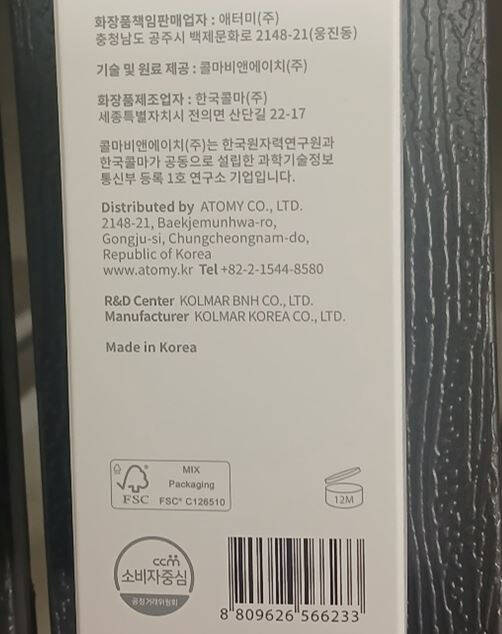 화장품책임판매업자 : 애터미(주)
충청남도 공주시 백제문화로 2148-21(웅진동)
기술 및 원료 제공 : 콜마비앤에이치(주)
화장품제조업자 : 한국콜마(주)
세종특별자치시 전의면 산단길 22-17
콜마비앤에이치(주)는 한국원자력연구원과
한국콜마가 공동으로 설립한 과학기술정보
통신부 등록 1호 연구소 기업입니다.
Distributed by ATOMY CO., LTD.
2148-21, Baekjemunhwa-ro,
Gongju-si, Chungcheongnam-do,
Republic of Korea
www.atomy.kr Tel +82-2-1544-8580
R&D Center KOLMAR BNH CO., LTD.
Manufacturer KOLMAR KOREA CO., LTD.
Made in Korea
FSC
MIX
Packaging
FSC® C126510
12M
ccm
소비자중심
공정거래위원회
8 809626 566233